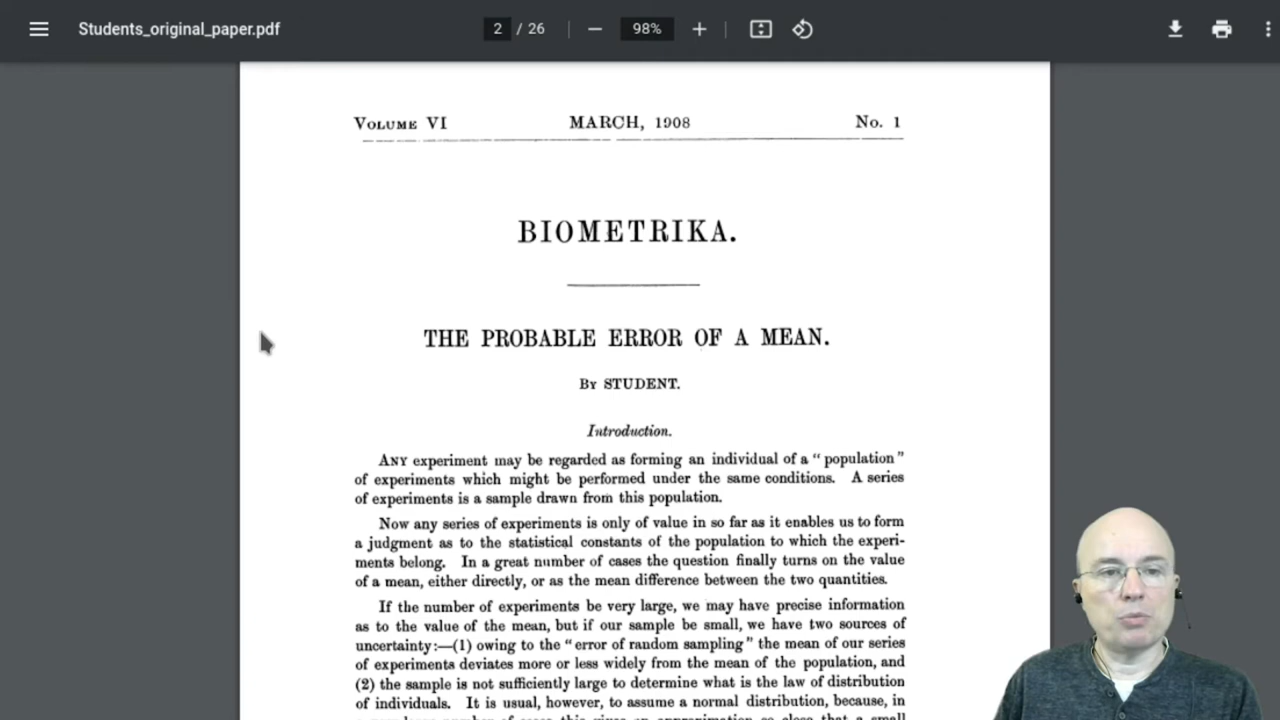 Students_original_paper.pdf
2 / 26
98%
VOLUME VI MARCH, 1908 No. 1
BIOMETRIKA.
THE PROBABLE ERROR OF A MEAN.
BY STUDENT.
Introduction.
ANY experiment may be regarded as forming an individual of a “population”
of experiments which might be performed under the same conditions. A series
of experiments is a sample drawn from this population.
Now any series of experiments is only of value in so far as it enables us to form
a judgment as to the statistical constants of the population to which the experi-
ments belong. In a great number of cases the question finally turns on the value
of a mean, either directly, or as the mean difference between the two quantities.
If the number of experiments be very large, we may have precise information
as to the value of the mean, but if our sample be small, we have two sources of
uncertainty:—(1) owing to the “error of random sampling” the mean of our series
of experiments deviates more or less widely from the mean of the population, and
(2) the sample is not sufficiently large to determine what is the law of distribution
of individuals. It is usual, however, to assume a normal distribution, because, in